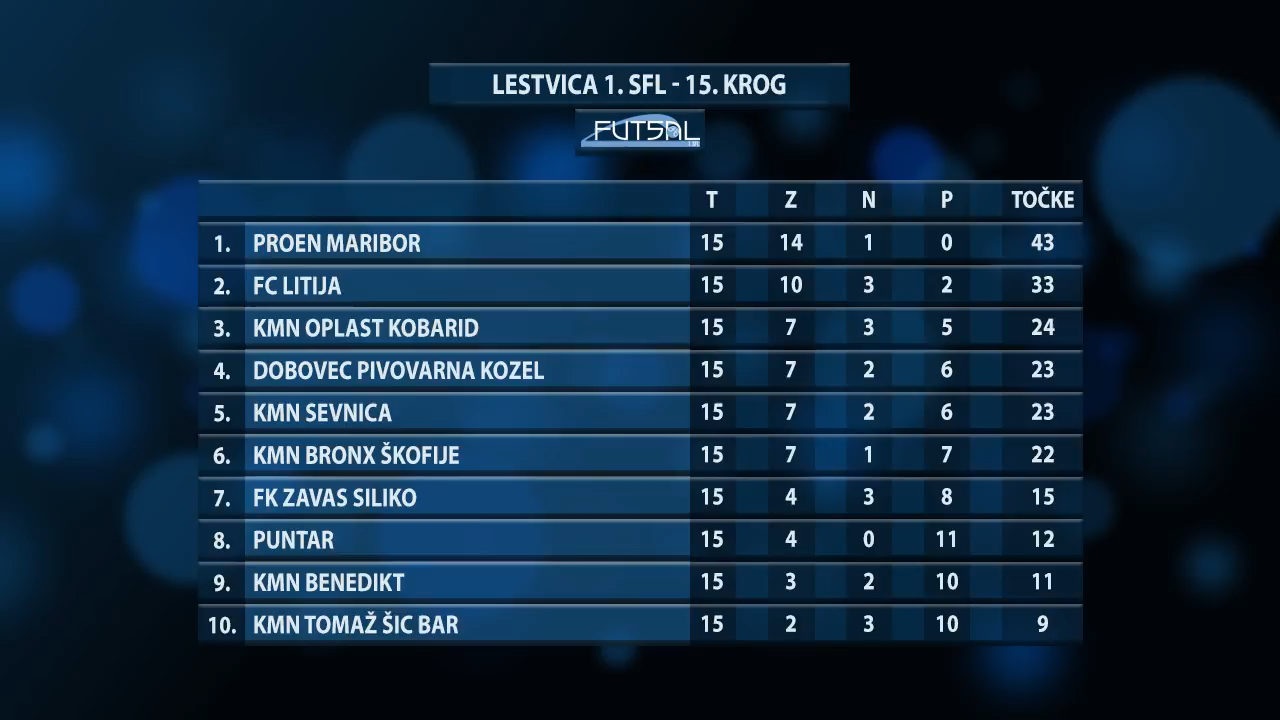 LESTVICA 1. SFL - 15. KROG
FUTSAL
T Z N P TOČKE
1. PROEN MARIBOR 15 14 1 0 43
2. FC LITIJA 15 10 3 2 33
3. KMN OPLAST KOBARID 15 7 3 5 24
4. DOBOVEC PIVOVARNA KOZEL 15 7 2 6 23
5. KMN SEVNICA 15 7 2 6 23
6. KMN BRONX ŠKOFIJE 15 7 1 7 22
7. FK ZAVAS SILIKO 15 4 3 8 15
8. PUNTAR 15 4 0 11 12
9. KMN BENEDIKT 15 3 2 10 11
10. KMN TOMAŽ ŠIC BAR 15 2 3 10 9